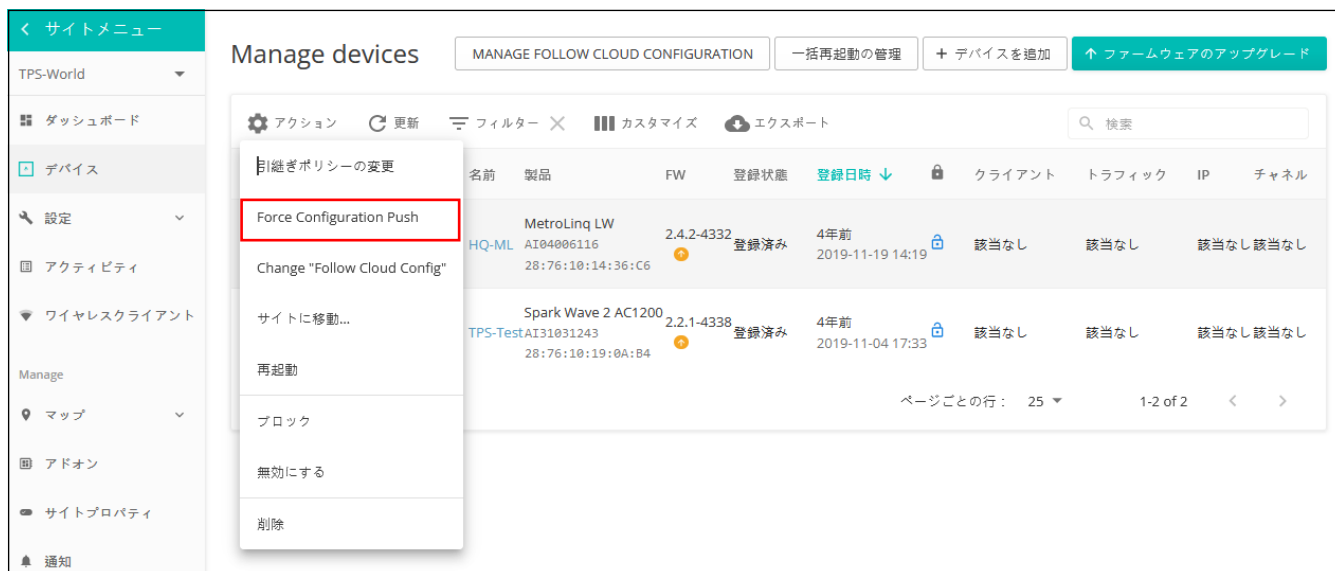 サイトメニュー
TPS-World
ダッシュボード
デバイス
設定
アクティビティ
ワイヤレスクライアント
Manage
マップ
アドオン
サイトプロパティ
通知
Manage devices
MANAGE FOLLOW CLOUD CONFIGURATION
一括再起動の管理
+ デバイスを追加
ファームウェアのアップグレード
アクション 更新 フィルター カスタマイズ エクスポート 検索
引継ぎポリシーの変更
Force Configuration Push
Change "Follow Cloud Config"
サイトに移動...
再起動
ブロック
無効にする
削除
名前 製品 FW 登録状態 登録日時 クライアント トラフィック IP チャネル
HQ-ML
MetroLinq LW
AI04006116
28:76:10:14:36:C6
2.4.2-4332
登録済み
4年前
2019-11-19 14:19
該当なし 該当なし 該当なし 該当なし
TPS-Test
Spark Wave 2 AC1200
AI31031243
28:76:10:19:0A:B4
2.2.1-4338
登録済み
4年前
2019-11-04 17:33
該当なし 該当なし 該当なし 該当なし
ページごとの行： 25 1-2 of 2